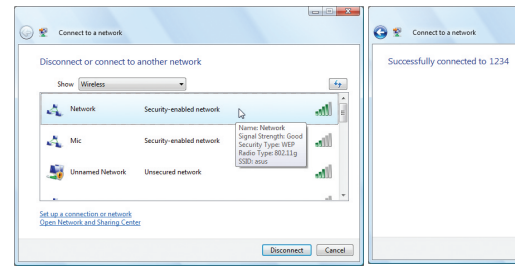 Connect to a network
Disconnect or connect to another network
Show Wireless
Network Security-enabled network
Name: Network
Signal Strength: Good
Security Type: WEP
Radio Type: 802.11g
SSID: asus
Mic Security-enabled network
Unnamed Network Unsecured network
Set up a connection or network
Open Network and Sharing Center
Disconnect Cancel
Connect to a network
Successfully connected to 1234